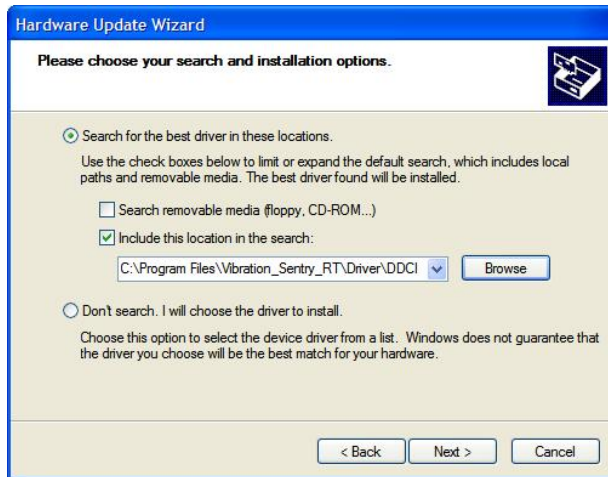 Hardware Update Wizard
Please choose your search and installation options.
Search for the best driver in these locations.
Use the check boxes below to limit or expand the default search, which includes local
paths and removable media. The best driver found will be installed.
Search removable media (floppy, CD-ROM...)
Include this location in the search:
C:\Program Files\Vibration_Sentry_RT\Driver\DDCI
Browse
Don't search. I will choose the driver to install.
Choose this option to select the device driver from a list. Windows does not guarantee that
the driver you choose will be the best match for your hardware.
< Back Next > Cancel